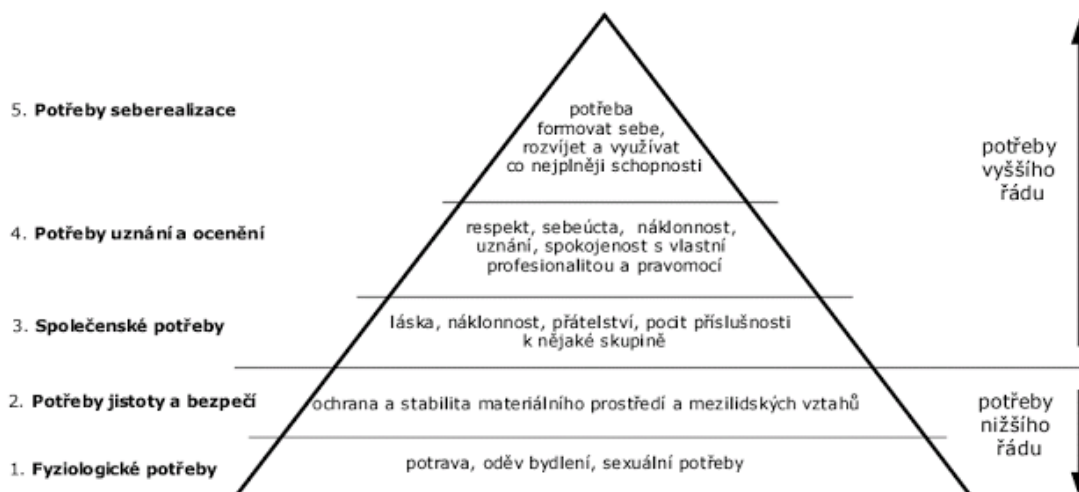 5. Potřeby seberealizace
potřeba
formovat sebe,
rozvíjet a využívat
co nejplněji schopnosti
potřeby
vyššího
řádu
4. Potřeby uznání a ocenění
respekt, sebeúcta, náklonnost,
uznání, spokojenost s vlastní
profesionalitou a pravomocí
3. Společenské potřeby
láska, náklonnost, přátelství, pocit příslušnosti
k nějaké skupině
2. Potřeby jistoty a bezpečí
ochrana a stabilita materiálního prostředí a mezilidských vztahů
potřeby
nižšího
řádu
1. Fyziologické potřeby
potrava, oděv bydlení, sexuální potřeby